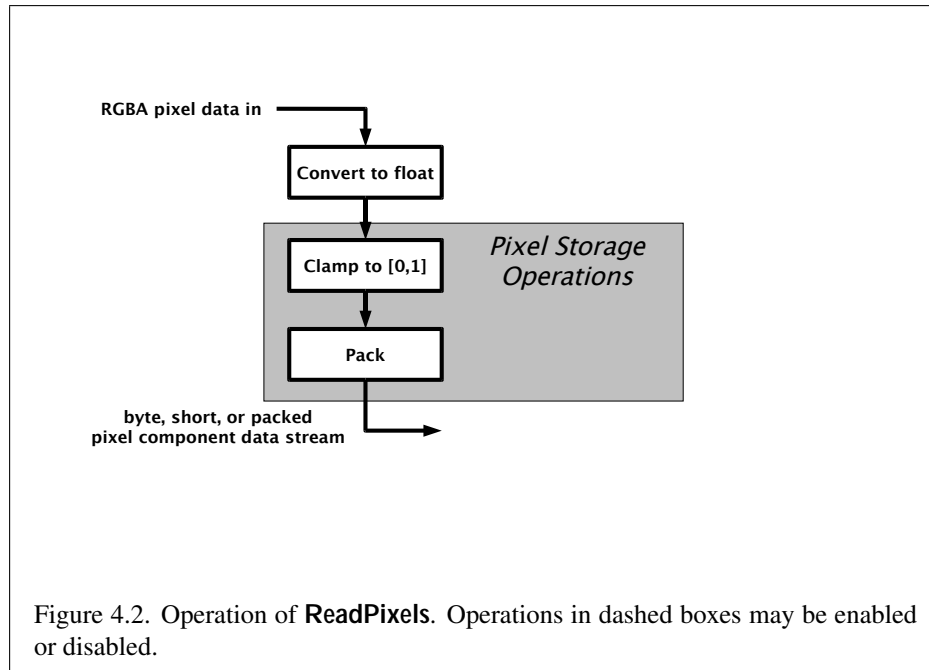 RGBA pixel data in
Convert to float
Pixel Storage
Operations
Clamp to [0,1]
Pack
byte, short, or packed
pixel component data stream
Figure 4.2. Operation of ReadPixels. Operations in dashed boxes may be enabled
or disabled.